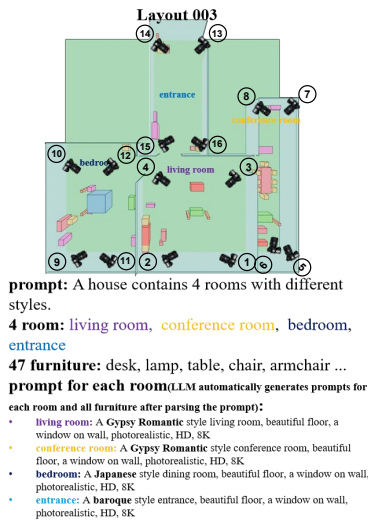 Layout 003
14
13
entrance
8
7
conference room
15
16
10
bedroo
12
4
living room
3
9
11
2
1
6
5
prompt: A house contains 4 rooms with different
styles.
4 room: living room, conference room, bedroom,
entrance
47 furniture: desk, lamp, table, chair, armchair ...
prompt for each room(LLM automatically generates prompts for
each room and all furniture after parsing the prompt):
• living room: A Gypsy Romantic style living room, beautiful floor, a
window on wall, photorealistic, HD, 8K
• conference room: A Gypsy Romantic style conference room, beautiful
floor, a window on wall, photorealistic, HD, 8K
• bedroom: A Japanese style dining room, beautiful floor, a window on wall,
photorealistic, HD, 8K
• entrance: A baroque style entrance, beautiful floor, a window on wall,
photorealistic, HD, 8K